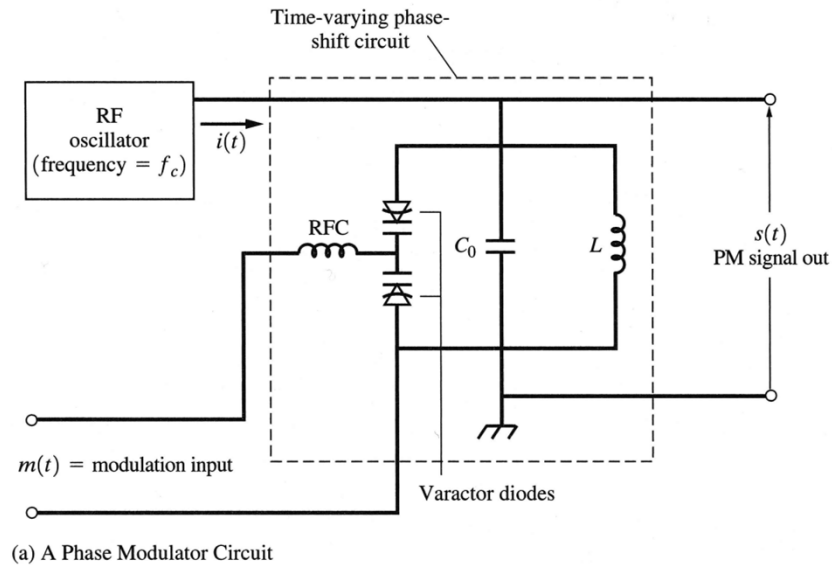 Time-varying phase-
shift circuit
RF
oscillator
(frequency = f_c)
i(t)
RFC
C_0
L
s(t)
PM signal out
m(t) = modulation input
Varactor diodes
(a) A Phase Modulator Circuit